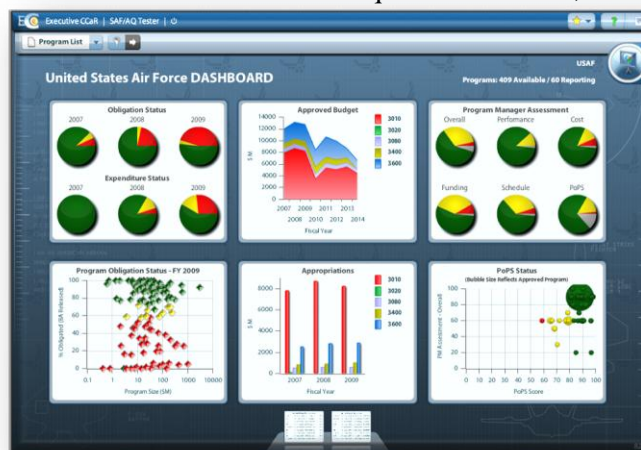 Executive CCaR | SAF/AQ Tester |
Program List
USAF
United States Air Force DASHBOARD
Programs: 409 Available / 60 Reporting
Obligation Status
2007 2008 2009
Expenditure Status
2007 2008 2009
Approved Budget
14000
12000
10000
8000
6000
4000
2000
0
$ M
2007 2009 2011 2013
2008 2010 2012 2014
Fiscal Year
3010
3020
3080
3400
3600
Program Manager Assessment
Overall Perfomance Cost
Funding Schedule PoPS
Program Obligation Status - FY 2009
% Obligated (BA Released)
100
80
60
40
20
0
0.1 1 10 100 1000 10000
Program Size ($M)
Appropriations
$ M
8000
6000
4000
2000
0
2007 2008 2009
Fiscal Year
3010
3020
3080
3400
3600
PoPS Status
(Bubble Size Reflects Approved Program)
PM Assessment - Overall
100
80
60
40
20
0
0 10 20 30 40 50 60 70 80 90 100
PoPS Score